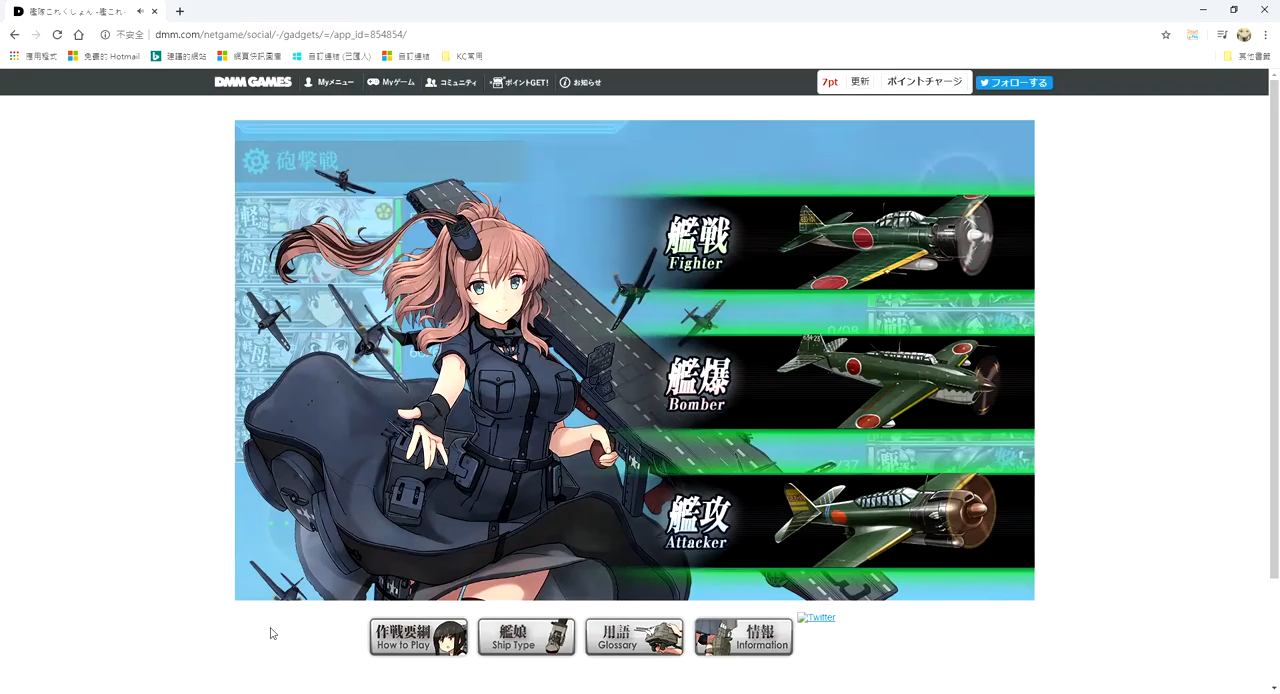 艦隊これくしょん -艦これ-
不安全 dmm.com/netgame/social/-/gadgets/=/app_id=854854/
應用程式 免費的 Hotmail 建議的網站 網頁快訊圖庫 自訂連結 (已匯入) 自訂連結 KC常用 其他書籤
DMM GAMES Myメニュー Myゲーム コミュニティ ポイントGET! お知らせ 7pt 更新 ポイントチャージ フォローする
砲撃戦
艦戦
Fighter
艦爆
Bomber
艦攻
Attacker
作戦要綱
How to Play
艦娘
Ship Type
用語
Glossary
情報
Information
Twitter